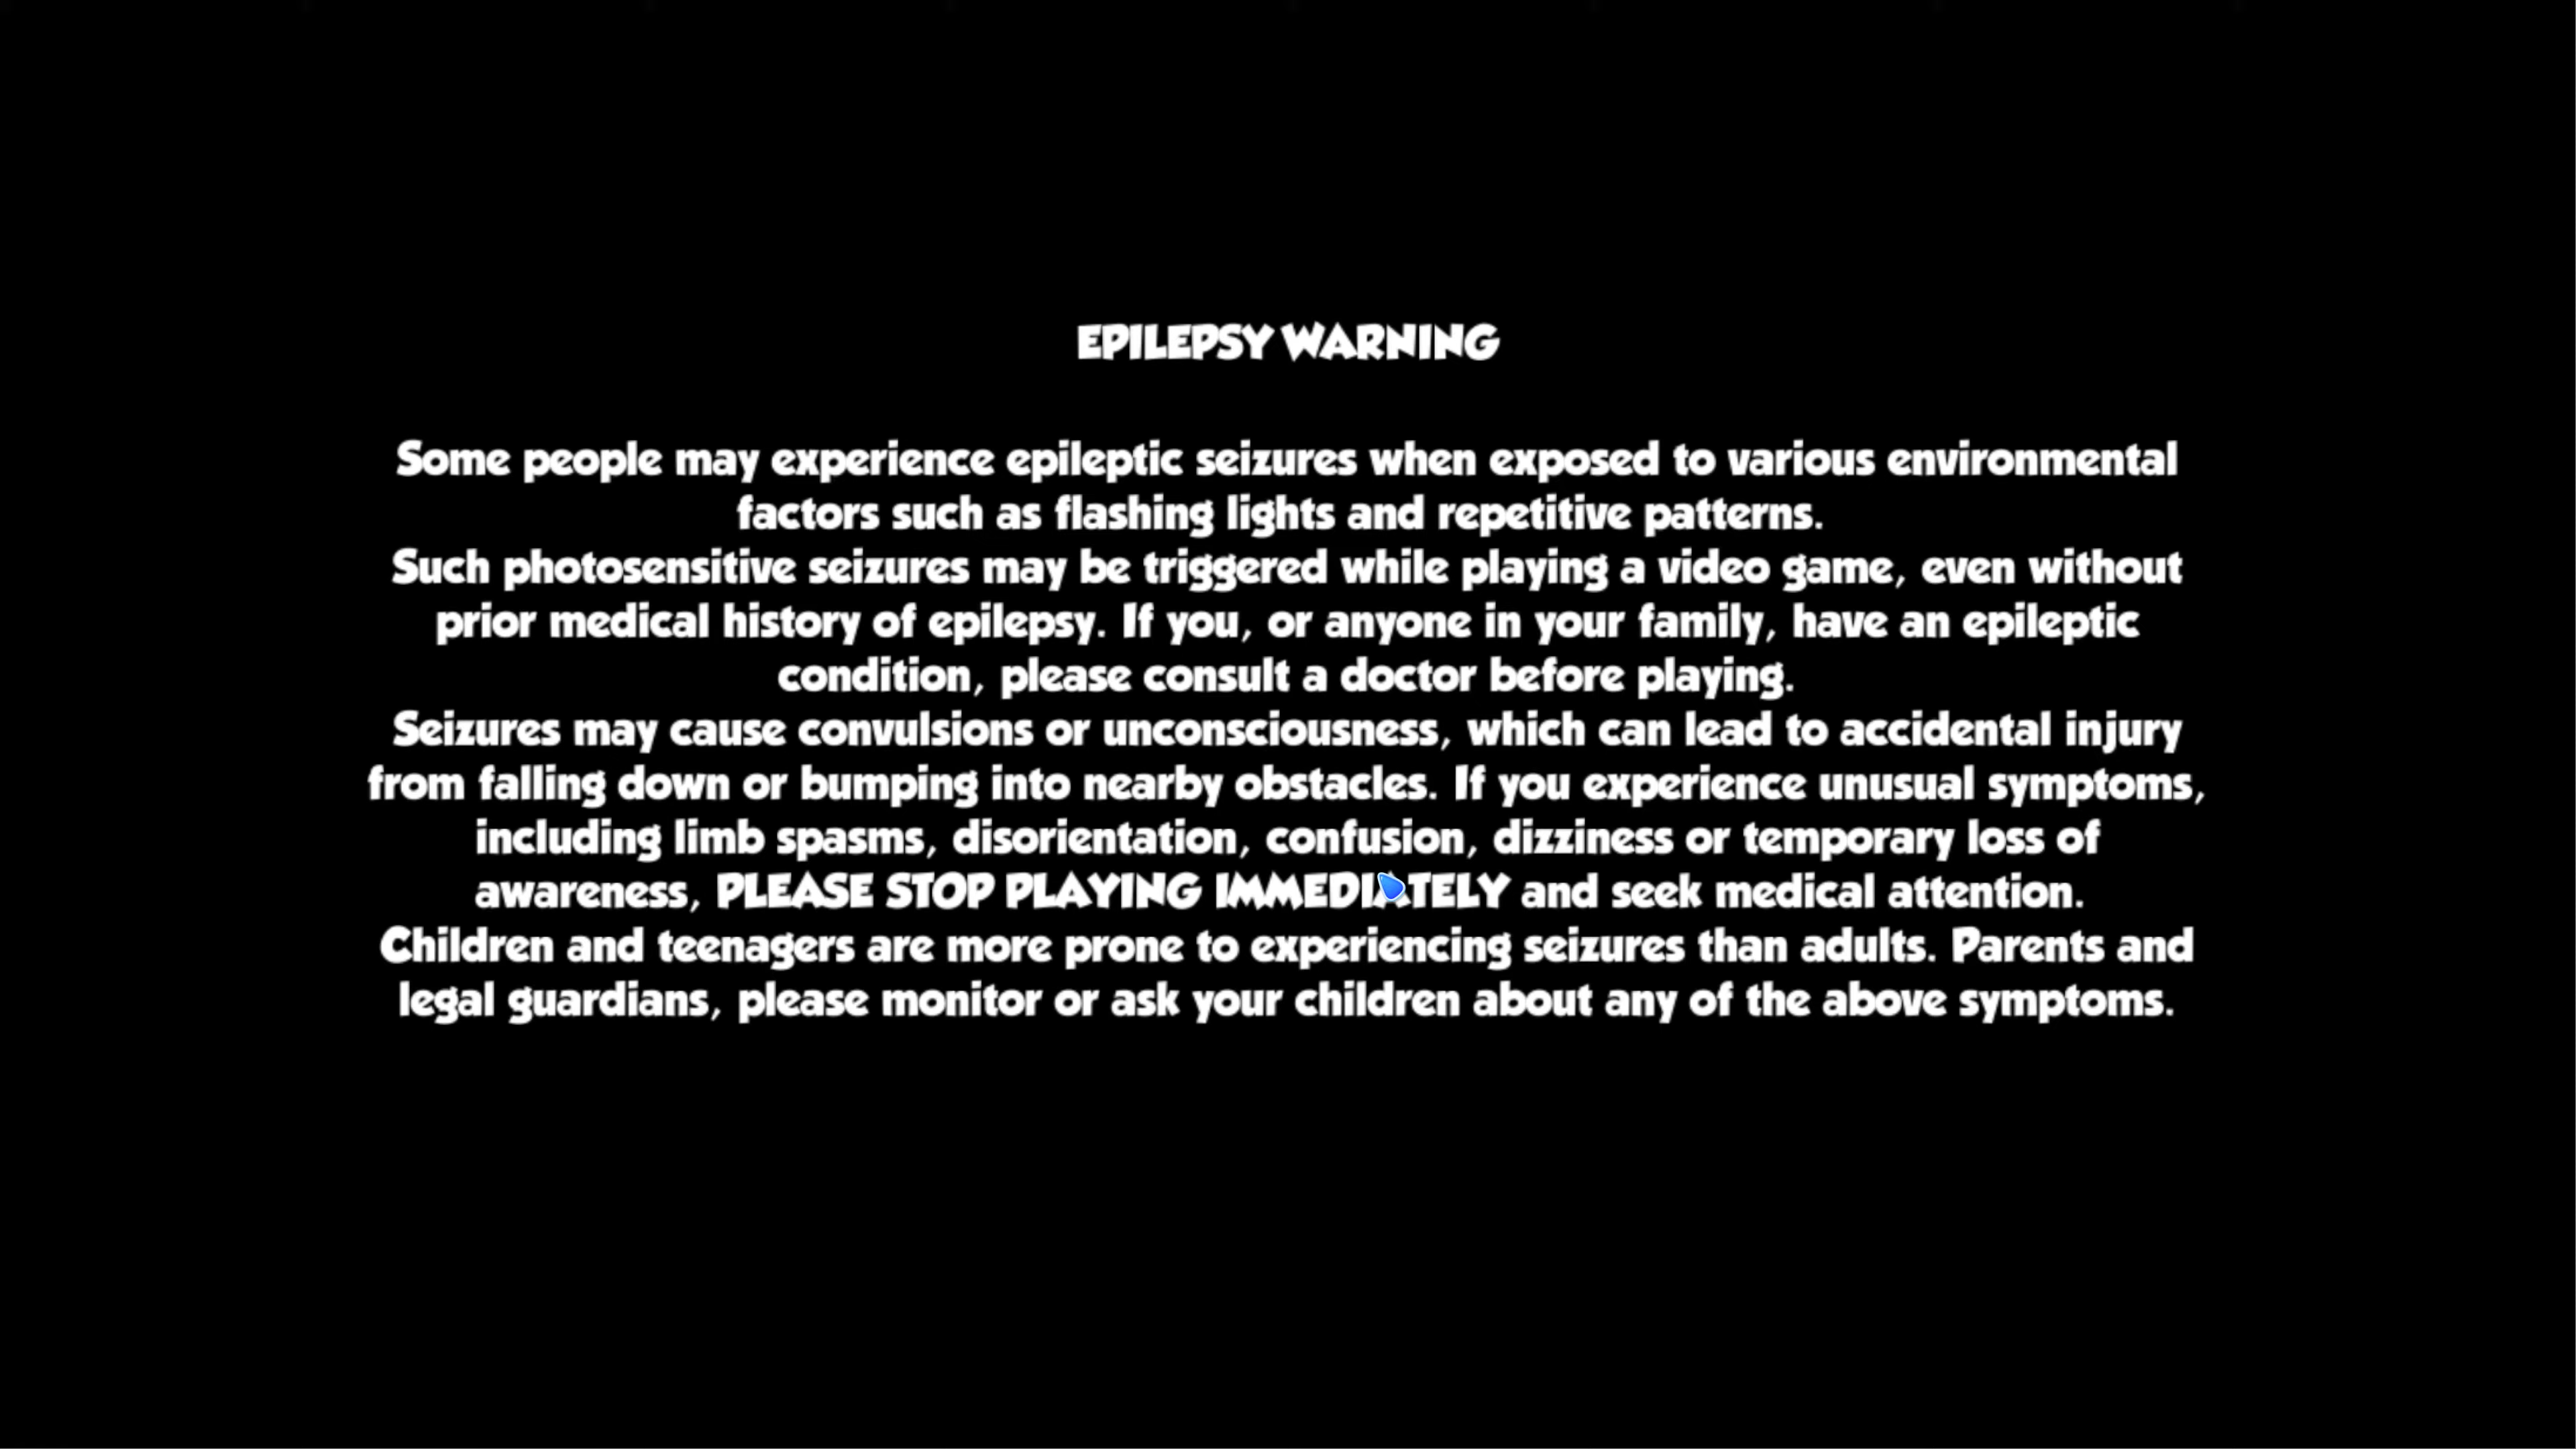 EPILEPSY WARNING
Some people may experience epileptic seizures when exposed to various environmental
factors such as flashing lights and repetitive patterns.
Such photosensitive seizures may be triggered while playing a video game, even without
prior medical history of epilepsy. If you, or anyone in your family, have an epileptic
condition, please consult a doctor before playing.
Seizures may cause convulsions or unconsciousness, which can lead to accidental injury
from falling down or bumping into nearby obstacles. If you experience unusual symptoms,
including limb spasms, disorientation, confusion, dizziness or temporary loss of
awareness, PLEASE STOP PLAYING IMMEDIATELY and seek medical attention.
Children and teenagers are more prone to experiencing seizures than adults. Parents and
legal guardians, please monitor or ask your children about any of the above symptoms.